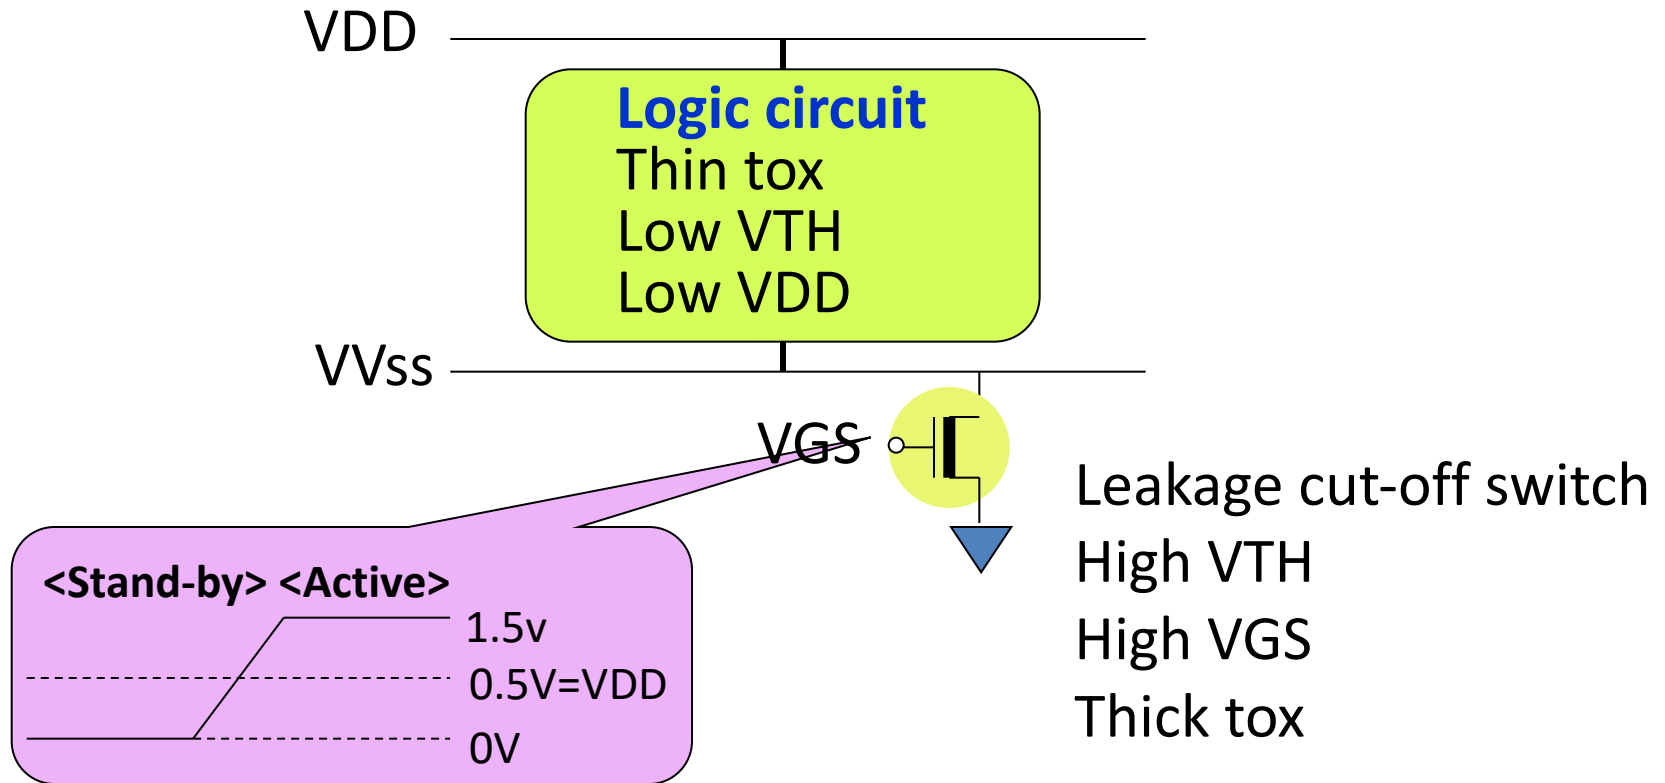 VDD
Logic circuit
Thin tox
Low VTH
Low VDD
VVss
VGS
Leakage cut-off switch
High VTH
High VGS
Thick tox
<Stand-by> <Active>
1.5v
0.5V=VDD
0V